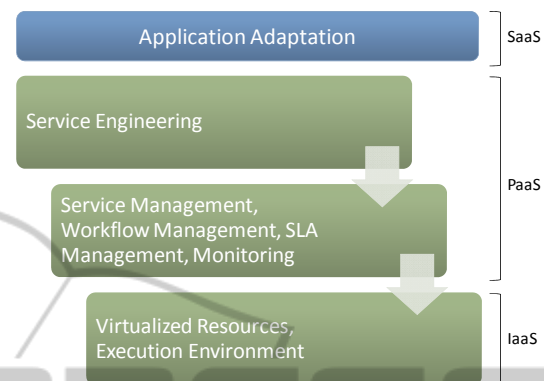 Application Adaptation
SaaS
Service Engineering
PaaS
Service Management,
Workflow Management, SLA
Management, Monitoring
Virtualized Resources,
Execution Environment
IaaS